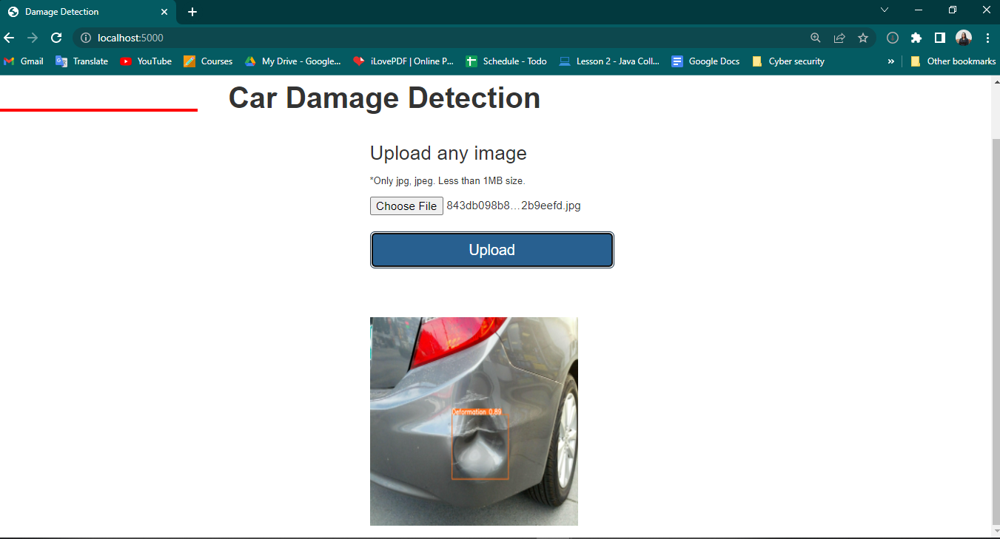 Damage Detection
localhost:5000
Gmail
Translate
YouTube
Courses
My Drive - Google...
iLovePDF | Online P...
Schedule - Todo
Lesson 2 - Java Coll...
Google Docs
Cyber security
»
Other bookmarks
Car Damage Detection
Upload any image
*Only jpg, jpeg. Less than 1MB size.
Choose File 843db098b8...2b9eefd.jpg
Upload
Deformation 0.89